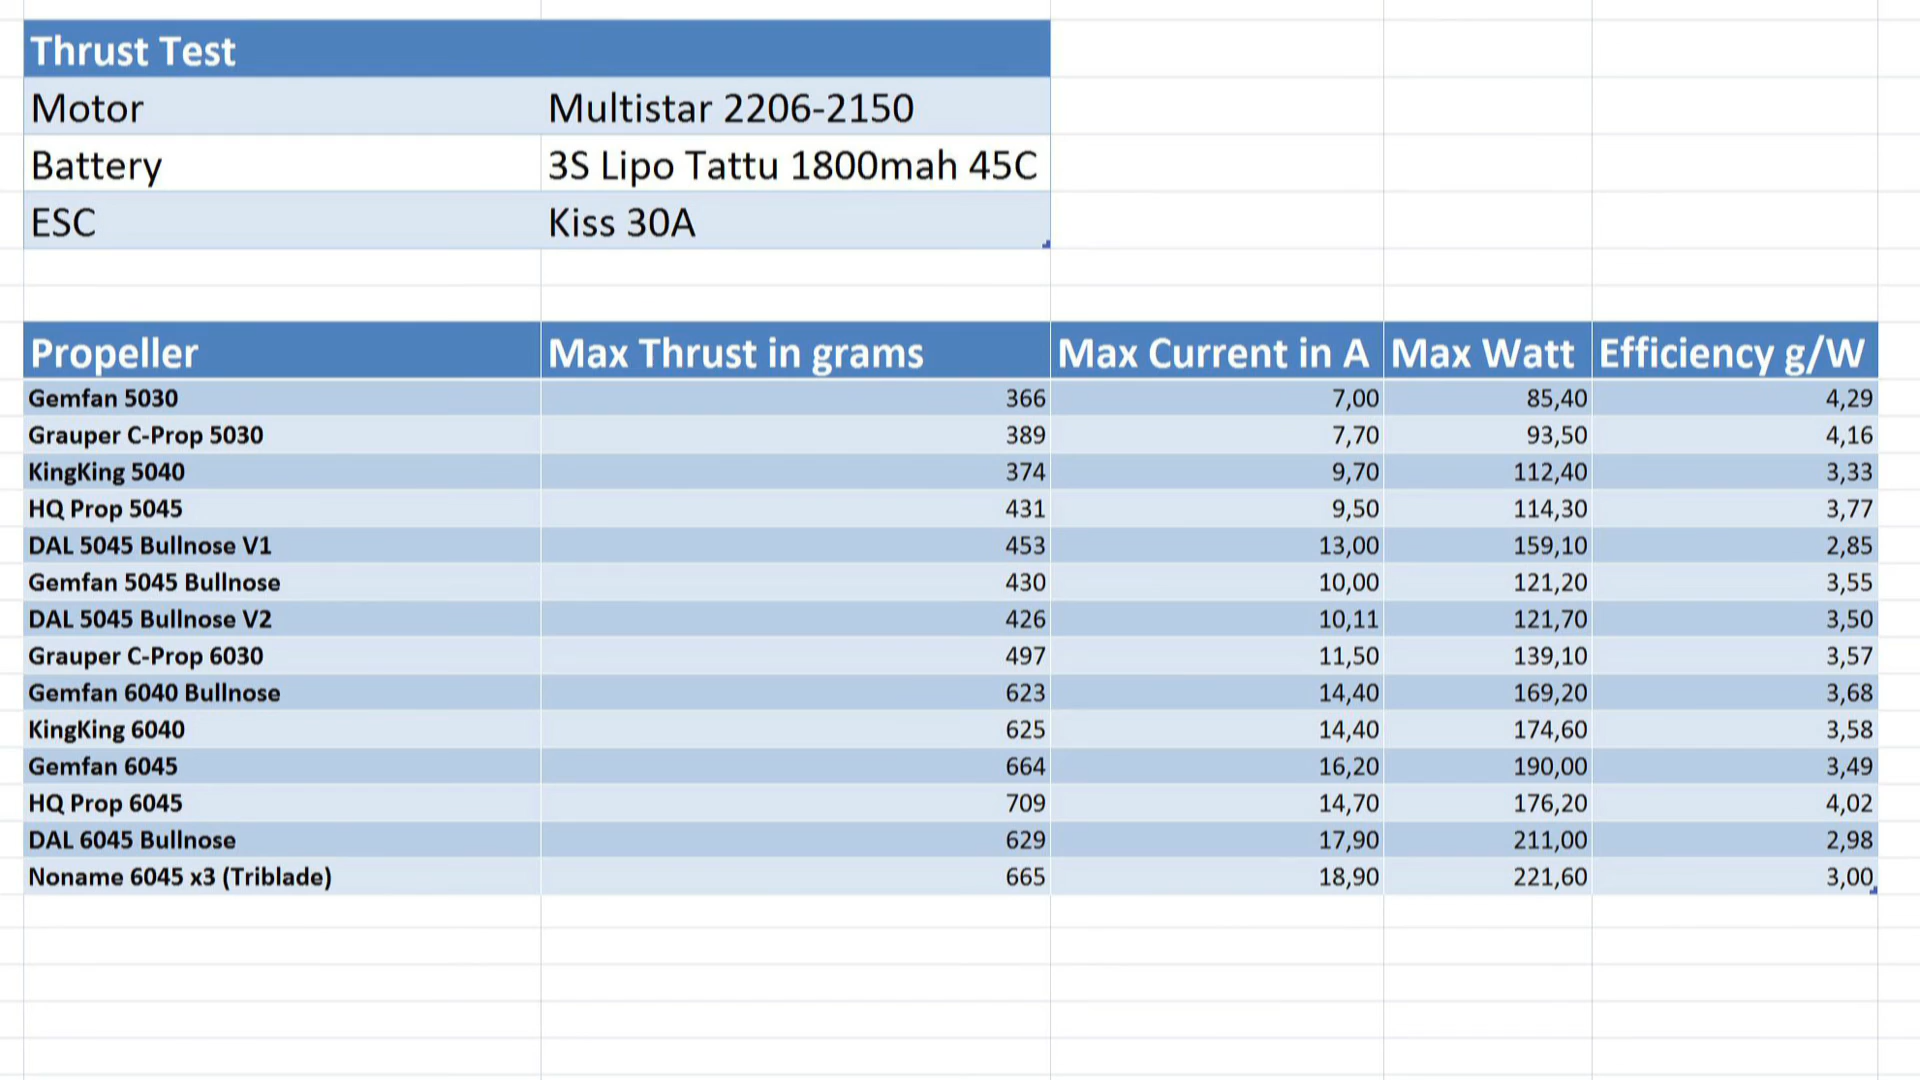 Thrust Test
Motor Multistar 2206-2150
Battery 3S Lipo Tattu 1800mah 45C
ESC Kiss 30A
Propeller Max Thrust in grams Max Current in A Max Watt Efficiency g/W
Gemfan 5030 366 7,00 85,40 4,29
Grauper C-Prop 5030 389 7,70 93,50 4,16
KingKing 5040 374 9,70 112,40 3,33
HQ Prop 5045 431 9,50 114,30 3,77
DAL 5045 Bullnose V1 453 13,00 159,10 2,85
Gemfan 5045 Bullnose 430 10,00 121,20 3,55
DAL 5045 Bullnose V2 426 10,11 121,70 3,50
Grauper C-Prop 6030 497 11,50 139,10 3,57
Gemfan 6040 Bullnose 623 14,40 169,20 3,68
KingKing 6040 625 14,40 174,60 3,58
Gemfan 6045 664 16,20 190,00 3,49
HQ Prop 6045 709 14,70 176,20 4,02
DAL 6045 Bullnose 629 17,90 211,00 2,98
Noname 6045 x3 (Triblade) 665 18,90 221,60 3,00